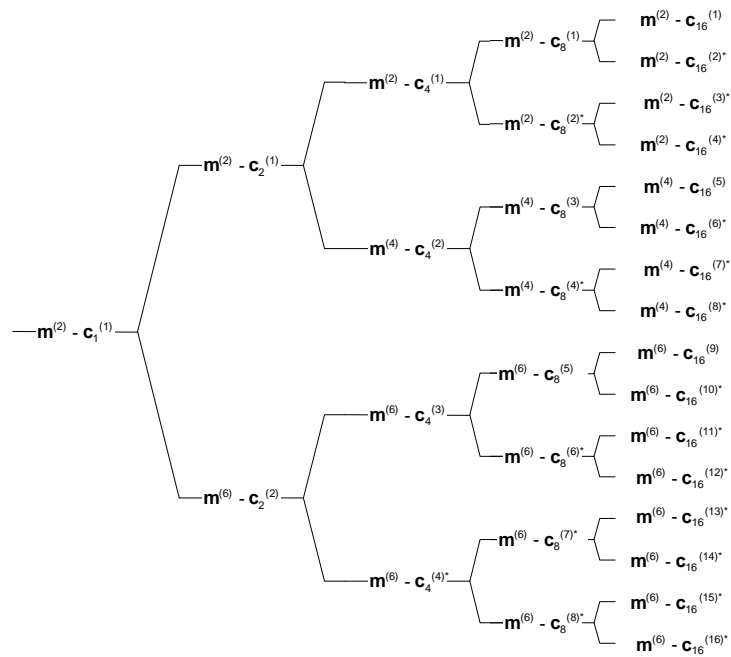 m(2) - c16(1)
m(2) - c8(1)
m(2) - c16(2)*
m(2) - c4(1)
m(2) - c16(3)*
m(2) - c8(2)*
m(2) - c16(4)*
m(2) - c2(1)
m(4) - c16(5)
m(4) - c8(3)
m(4) - c16(6)*
m(4) - c4(2)
m(4) - c16(7)*
m(4) - c8(4)*
m(4) - c16(8)*
m(2) - c1(1)
m(6) - c16(9)
m(6) - c8(5)
m(6) - c16(10)*
m(6) - c4(3)
m(6) - c16(11)*
m(6) - c8(6)*
m(6) - c16(12)*
m(6) - c2(2)
m(6) - c16(13)*
m(6) - c8(7)*
m(6) - c16(14)*
m(6) - c4(4)*
m(6) - c16(15)*
m(6) - c8(8)*
m(6) - c16(16)*